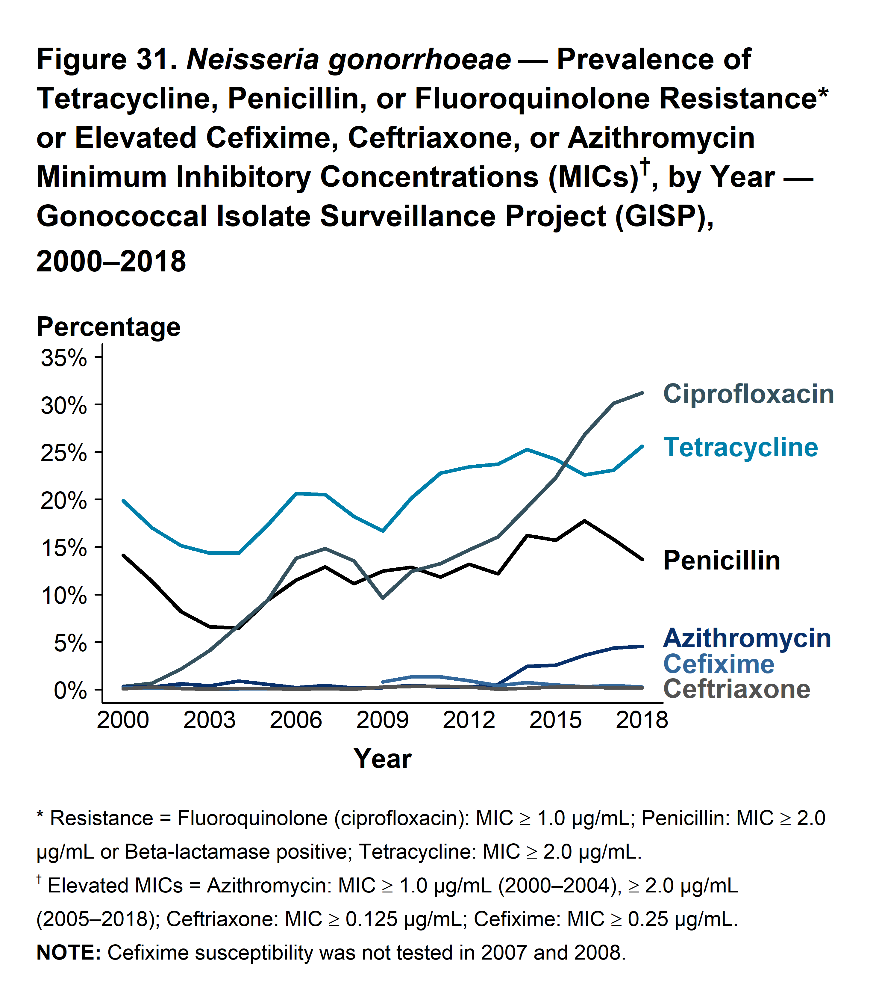 Figure 31. Neisseria gonorrhoeae — Prevalence of
Tetracycline, Penicillin, or Fluoroquinolone Resistance*
or Elevated Cefixime, Ceftriaxone, or Azithromycin
Minimum Inhibitory Concentrations (MICs)†, by Year —
Gonococcal Isolate Surveillance Project (GISP),
2000–2018
Percentage
35%
30%
25%
20%
15%
10%
5%
0%
Ciprofloxacin
Tetracycline
Penicillin
Azithromycin
Cefixime
Ceftriaxone
2000 2003 2006 2009 2012 2015 2018
Year
* Resistance = Fluoroquinolone (ciprofloxacin): MIC ≥ 1.0 μg/mL; Penicillin: MIC ≥ 2.0
μg/mL or Beta-lactamase positive; Tetracycline: MIC ≥ 2.0 μg/mL.
† Elevated MICs = Azithromycin: MIC ≥ 1.0 μg/mL (2000–2004), ≥ 2.0 μg/mL
(2005–2018); Ceftriaxone: MIC ≥ 0.125 μg/mL; Cefixime: MIC ≥ 0.25 μg/mL.
NOTE: Cefixime susceptibility was not tested in 2007 and 2008.